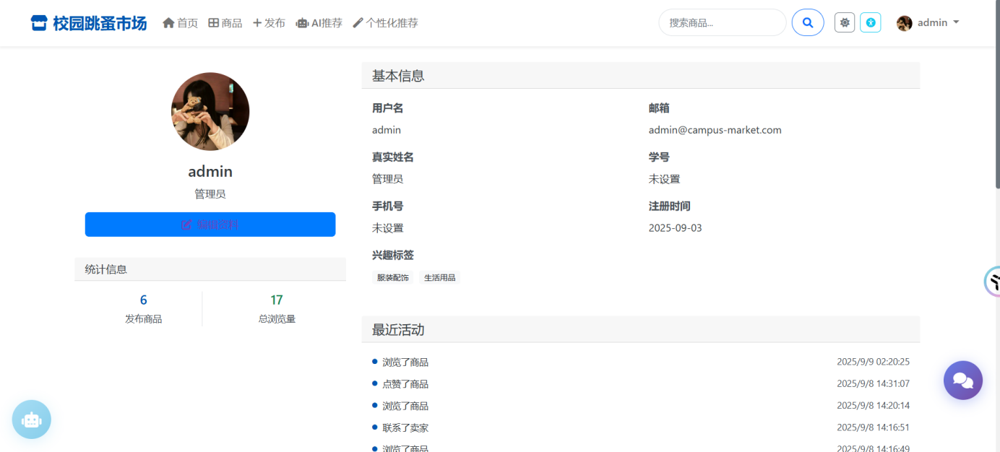 校园跳蚤市场 首页 商品 发布 AI推荐 个性化推荐 搜索商品... admin
admin
管理员
编辑资料
统计信息
6 17
发布商品 总浏览量
基本信息
用户名 邮箱
admin admin@campus-market.com
真实姓名 学号
管理员 未设置
手机号 注册时间
未设置 2025-09-03
兴趣标签
服装配饰 生活用品
最近活动
浏览了商品 2025/9/9 02:20:25
点赞了商品 2025/9/8 14:31:07
浏览了商品 2025/9/8 14:20:14
联系了卖家 2025/9/8 14:16:51
浏览了商品 2025/9/8 14:16:49